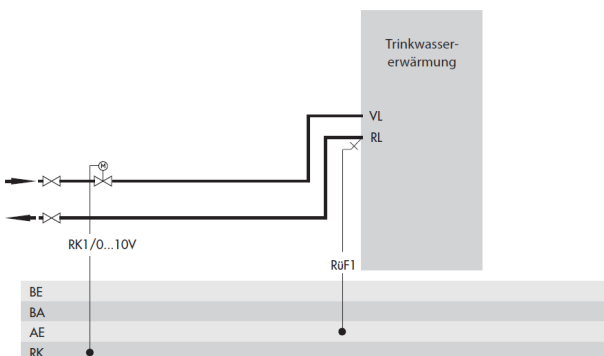 Trinkwasser-
erwärmung
VL
RL
M
RK1/0...10V
RüF1
BE
BA
AE
RK